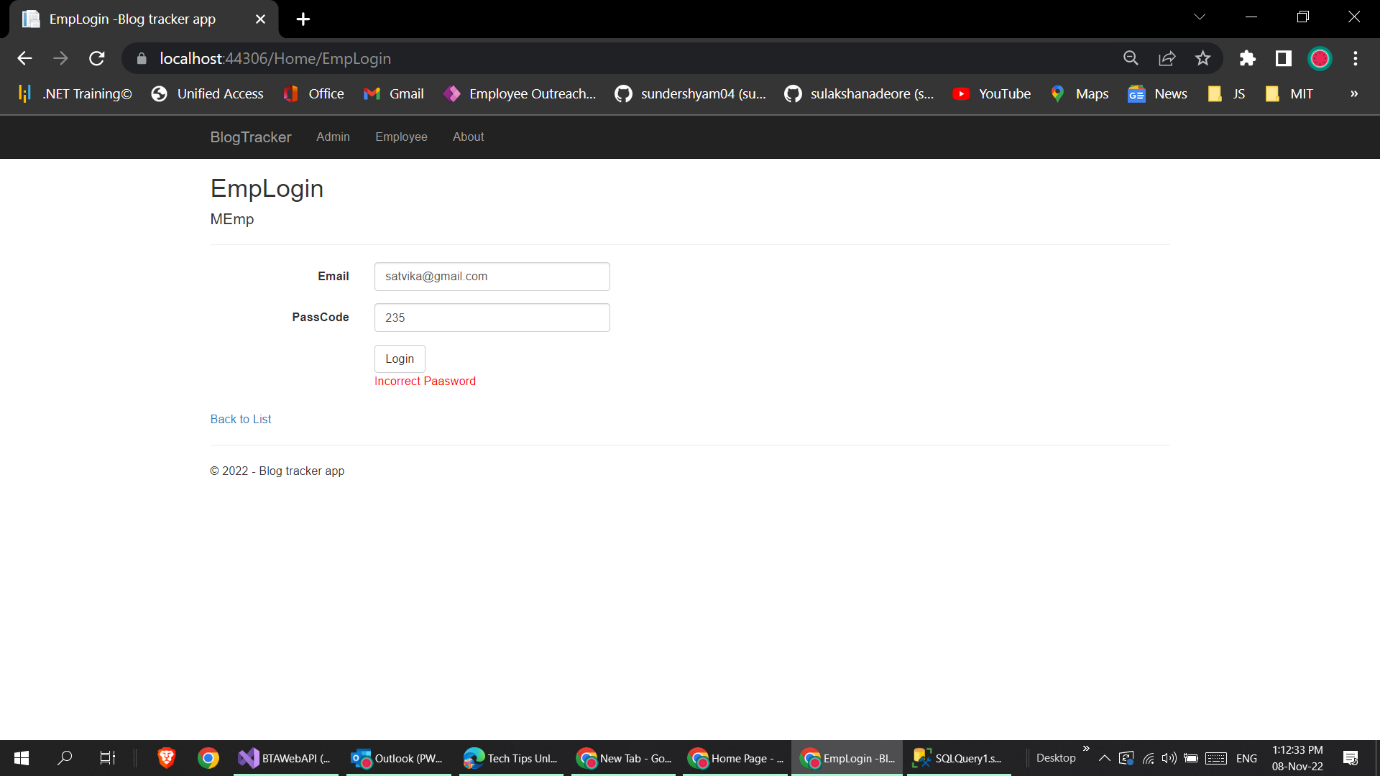 EmpLogin -Blog tracker app
localhost:44306/Home/EmpLogin
.NET Training© Unified Access Office Gmail Employee Outreach... sundershyam04 (su... sulakshanadeore (s... YouTube Maps News JS MIT »
BlogTracker Admin Employee About
EmpLogin
MEmp
Email satvika@gmail.com
PassCode 235
Login
Incorrect Paasword
Back to List
© 2022 - Blog tracker app
BTAWebAPI (... Outlook (PW... Tech Tips Unl... New Tab - Go... Home Page - ... EmpLogin -Bl... SQLQuery1.s... Desktop » ENG 1:12:33 PM
08-Nov-22